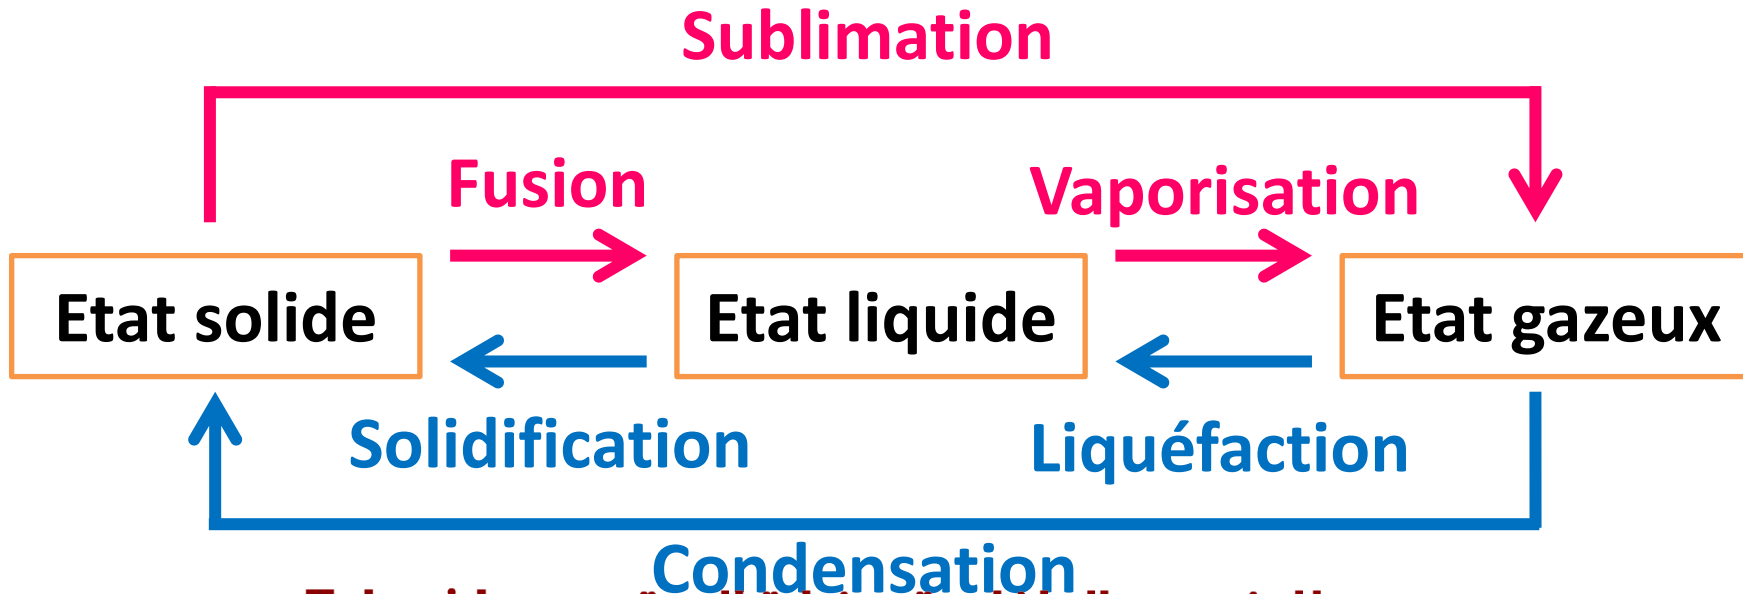 Sublimation
Fusion
Vaporisation
Etat solide
Etat liquide
Etat gazeux
Solidification
Liquéfaction
Condensation